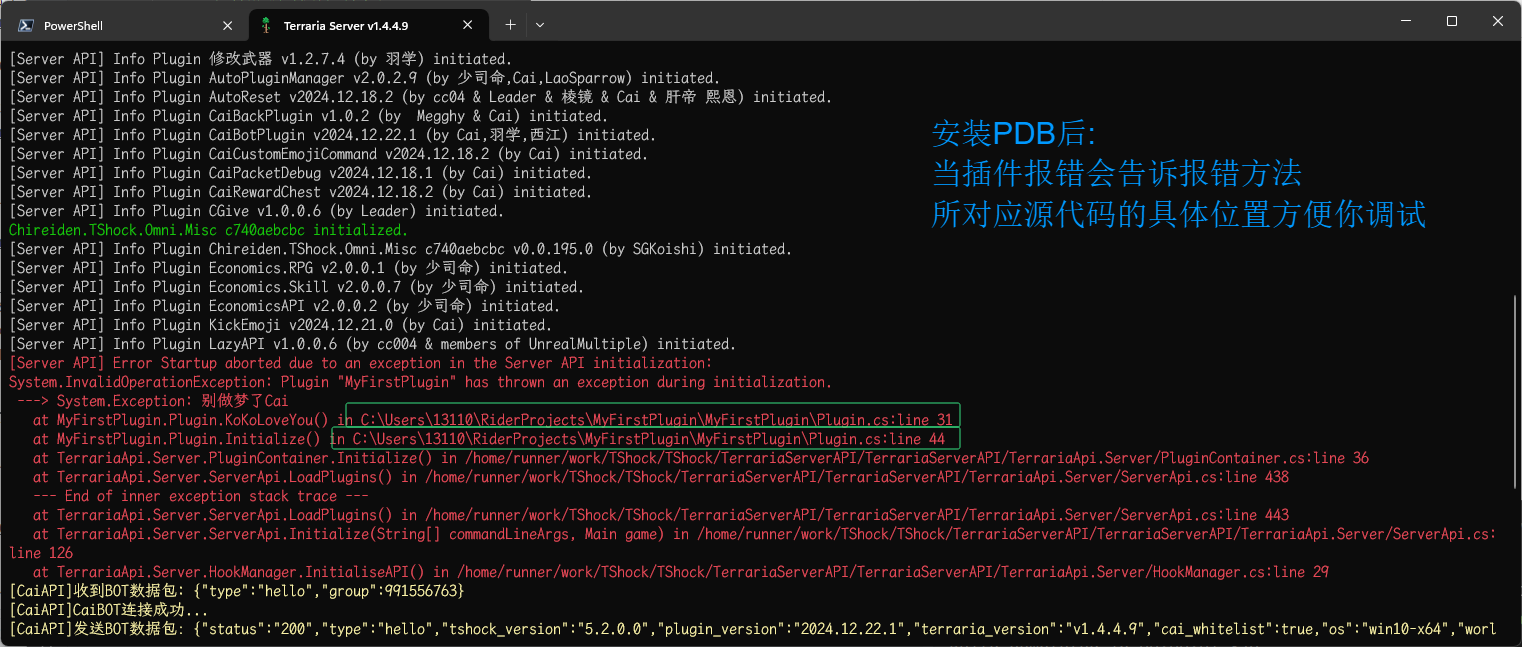 PowerShell
Terraria Server v1.4.4.9
[Server API] Info Plugin 修改武器 v1.2.7.4 (by 羽学) initiated.
[Server API] Info Plugin AutoPluginManager v2.0.2.9 (by 少司命,Cai,LaoSparrow) initiated.
[Server API] Info Plugin AutoReset v2024.12.18.2 (by cc04 & Leader & 棱镜 & Cai & 肝帝 熙恩) initiated.
[Server API] Info Plugin CaiBackPlugin v1.0.2 (by  Megghy & Cai) initiated.
[Server API] Info Plugin CaiBotPlugin v2024.12.22.1 (by Cai,羽学,西江) initiated.
[Server API] Info Plugin CaiCustomEmojiCommand v2024.12.18.2 (by Cai) initiated.
[Server API] Info Plugin CaiPacketDebug v2024.12.18.1 (by Cai) initiated.
[Server API] Info Plugin CaiRewardChest v2024.12.18.2 (by Cai) initiated.
[Server API] Info Plugin CGive v1.0.0.6 (by Leader) initiated.
Chireiden.TShock.Omni.Misc c740aebcbc initialized.
[Server API] Info Plugin Chireiden.TShock.Omni.Misc c740aebcbc v0.0.195.0 (by SGKoishi) initiated.
[Server API] Info Plugin Economics.RPG v2.0.0.1 (by 少司命) initiated.
[Server API] Info Plugin Economics.Skill v2.0.0.7 (by 少司命) initiated.
[Server API] Info Plugin EconomicsAPI v2.0.0.2 (by 少司命) initiated.
[Server API] Info Plugin KickEmoji v2024.12.21.0 (by Cai) initiated.
[Server API] Info Plugin LazyAPI v1.0.0.6 (by cc004 & members of UnrealMultiple) initiated.
[Server API] Error Startup aborted due to an exception in the Server API initialization:
System.InvalidOperationException: Plugin "MyFirstPlugin" has thrown an exception during initialization.
---> System.Exception: 别做梦了Cai
at MyFirstPlugin.Plugin.KoKoLoveYou() in C:\Users\13110\RiderProjects\MyFirstPlugin\MyFirstPlugin\Plugin.cs:line 31
at MyFirstPlugin.Plugin.Initialize() in C:\Users\13110\RiderProjects\MyFirstPlugin\MyFirstPlugin\Plugin.cs:line 44
at TerrariaApi.Server.PluginContainer.Initialize() in /home/runner/work/TShock/TShock/TerrariaServerAPI/TerrariaServerAPI/TerrariaApi.Server/PluginContainer.cs:line 36
at TerrariaApi.Server.ServerApi.LoadPlugins() in /home/runner/work/TShock/TShock/TerrariaServerAPI/TerrariaServerAPI/TerrariaApi.Server/ServerApi.cs:line 438
--- End of inner exception stack trace ---
at TerrariaApi.Server.ServerApi.LoadPlugins() in /home/runner/work/TShock/TShock/TerrariaServerAPI/TerrariaServerAPI/TerrariaApi.Server/ServerApi.cs:line 443
at TerrariaApi.Server.ServerApi.Initialize(String[] commandLineArgs, Main game) in /home/runner/work/TShock/TShock/TerrariaServerAPI/TerrariaServerAPI/TerrariaApi.Server/ServerApi.cs:
line 126
at TerrariaApi.Server.HookManager.InitialiseAPI() in /home/runner/work/TShock/TShock/TerrariaServerAPI/TerrariaServerAPI/TerrariaApi.Server/HookManager.cs:line 29
[CaiAPI]收到BOT数据包: {"type":"hello","group":991556763}
[CaiAPI]CaiBOT连接成功...
[CaiAPI]发送BOT数据包: {"status":"200","type":"hello","tshock_version":"5.2.0.0","plugin_version":"2024.12.22.1","terraria_version":"v1.4.4.9","cai_whitelist":true,"os":"win10-x64","worl
安装PDB后:
当插件报错会告诉报错方法
所对应源代码的具体位置方便你调试